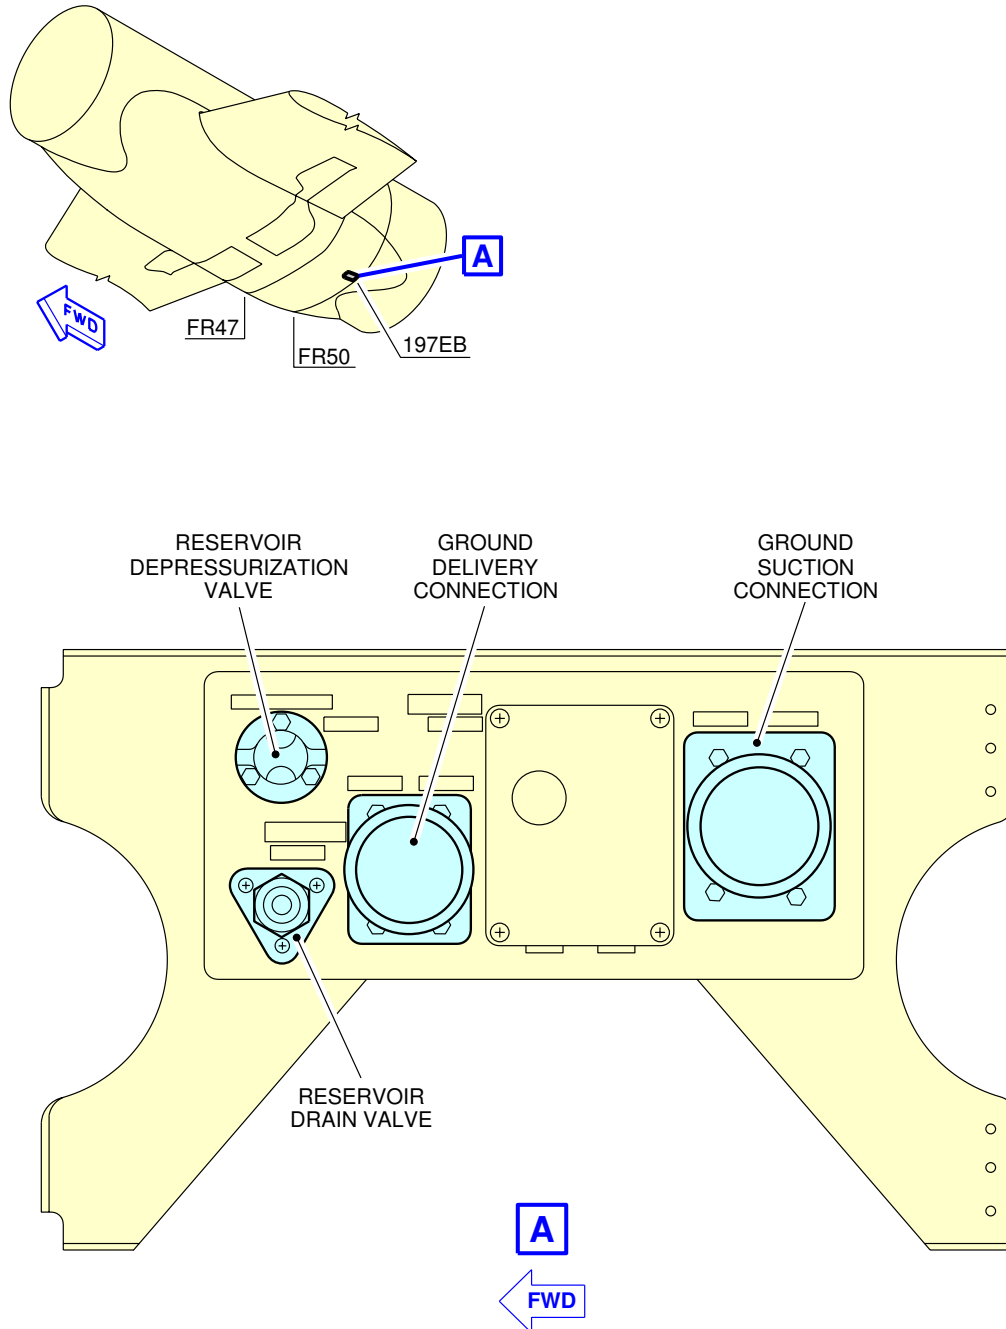 A
FWD
FR47
FR50
197EB
RESERVOIR
DEPRESSURIZATION
VALVE
GROUND
DELIVERY
CONNECTION
GROUND
SUCTION
CONNECTION
RESERVOIR
DRAIN VALVE
A
FWD